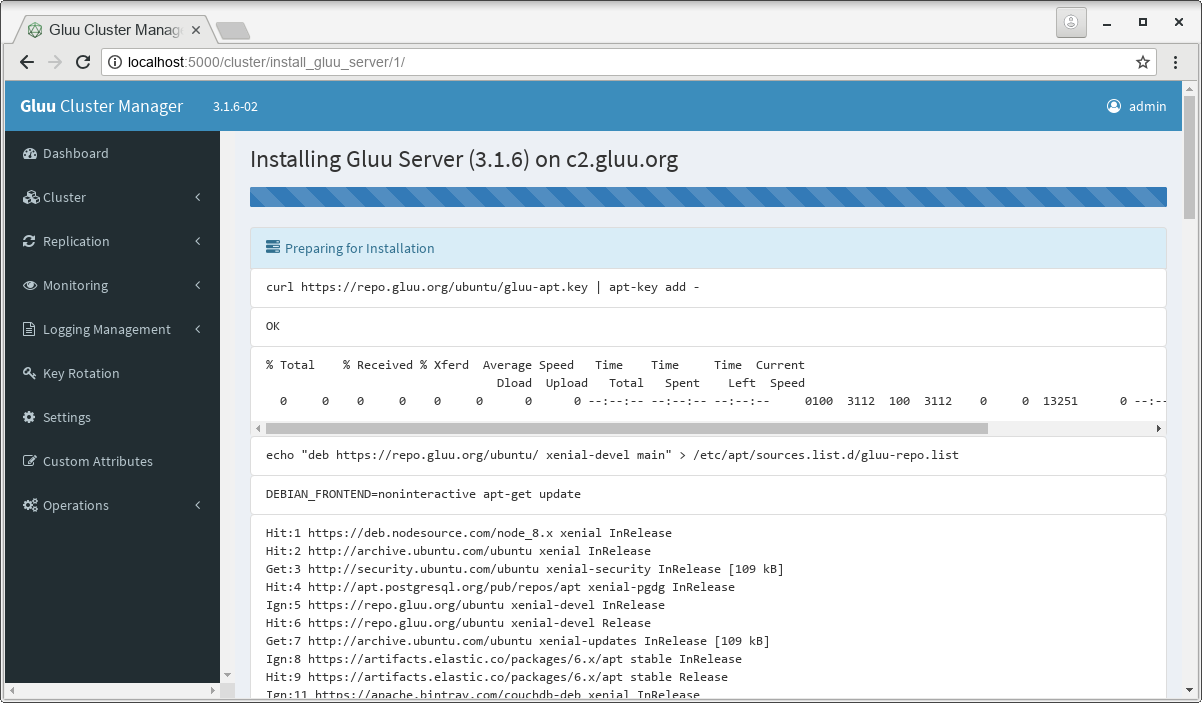 Gluu Cluster Manag
localhost:5000/cluster/install_gluu_server/1/
Gluu Cluster Manager 3.1.6-02 admin
Dashboard
Cluster
Replication
Monitoring
Logging Management
Key Rotation
Settings
Custom Attributes
Operations
Installing Gluu Server (3.1.6) on c2.gluu.org
Preparing for Installation
curl https://repo.gluu.org/ubuntu/gluu-apt.key | apt-key add -
OK
% Total    % Received % Xferd  Average Speed   Time    Time     Time  Current
Dload  Upload   Total   Spent    Left  Speed
0     0    0     0    0     0      0      0 --:--:-- --:--:-- --:--:--     0100  3112  100  3112    0     0  13251      0 --:--
echo "deb https://repo.gluu.org/ubuntu/ xenial-devel main" > /etc/apt/sources.list.d/gluu-repo.list
DEBIAN_FRONTEND=noninteractive apt-get update
Hit:1 https://deb.nodesource.com/node_8.x xenial InRelease
Hit:2 http://archive.ubuntu.com/ubuntu xenial InRelease
Get:3 http://security.ubuntu.com/ubuntu xenial-security InRelease [109 kB]
Hit:4 http://apt.postgresql.org/pub/repos/apt xenial-pgdg InRelease
Ign:5 https://repo.gluu.org/ubuntu xenial-devel InRelease
Hit:6 https://repo.gluu.org/ubuntu xenial-devel Release
Get:7 http://archive.ubuntu.com/ubuntu xenial-updates InRelease [109 kB]
Ign:8 https://artifacts.elastic.co/packages/6.x/apt stable InRelease
Hit:9 https://artifacts.elastic.co/packages/6.x/apt stable Release
Ign:11 https://apache.bintray.com/couchdb-deb xenial InRelease